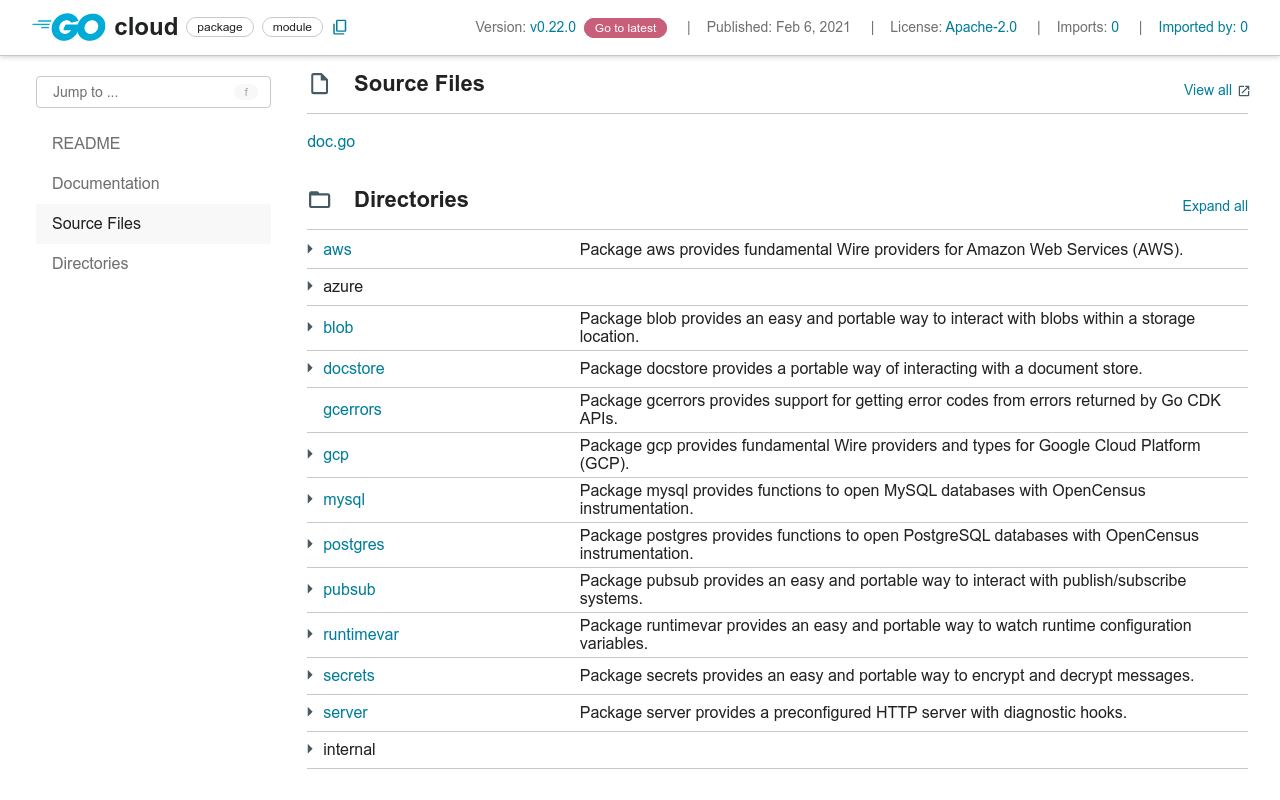 GO cloud package module Version: v0.22.0 Go to latest | Published: Feb 6, 2021 | License: Apache-2.0 | Imports: 0 | Imported by: 0
Jump to ... f
README
Documentation
Source Files
Directories
Source Files
View all
doc.go
Directories
Expand all
aws Package aws provides fundamental Wire providers for Amazon Web Services (AWS).
azure
blob Package blob provides an easy and portable way to interact with blobs within a storage
location.
docstore Package docstore provides a portable way of interacting with a document store.
gcerrors Package gcerrors provides support for getting error codes from errors returned by Go CDK
APIs.
gcp Package gcp provides fundamental Wire providers and types for Google Cloud Platform
(GCP).
mysql Package mysql provides functions to open MySQL databases with OpenCensus
instrumentation.
postgres Package postgres provides functions to open PostgreSQL databases with OpenCensus
instrumentation.
pubsub Package pubsub provides an easy and portable way to interact with publish/subscribe
systems.
runtimevar Package runtimevar provides an easy and portable way to watch runtime configuration
variables.
secrets Package secrets provides an easy and portable way to encrypt and decrypt messages.
server Package server provides a preconfigured HTTP server with diagnostic hooks.
internal